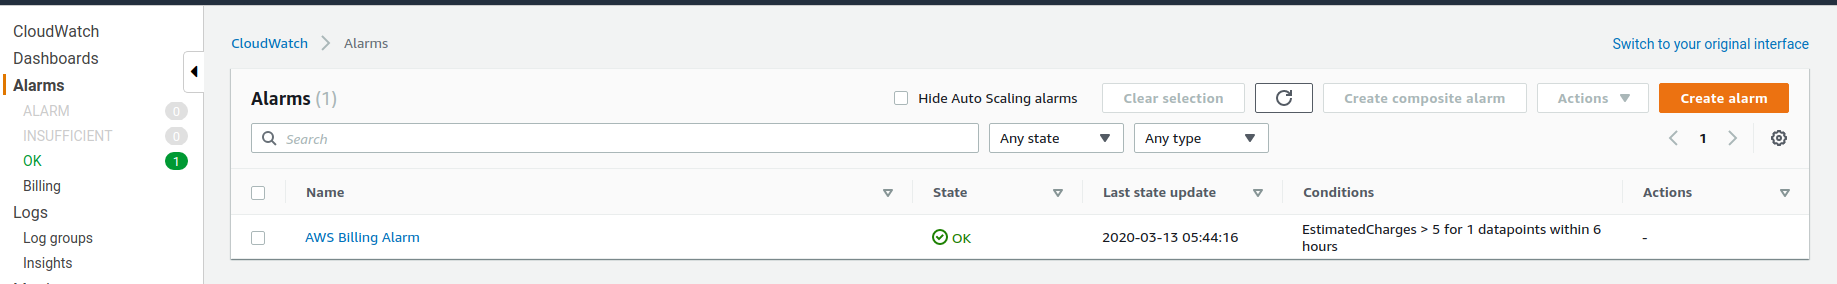 CloudWatch
Dashboards
Alarms
ALARM 0
INSUFFICIENT 0
OK 1
Billing
Logs
Log groups
Insights
CloudWatch Alarms
Switch to your original interface
Alarms (1)
Hide Auto Scaling alarms
Clear selection
Create composite alarm
Actions
Create alarm
Search
Any state
Any type
1
Name State Last state update Conditions Actions
AWS Billing Alarm OK 2020-03-13 05:44:16 EstimatedCharges > 5 for 1 datapoints within 6
hours -